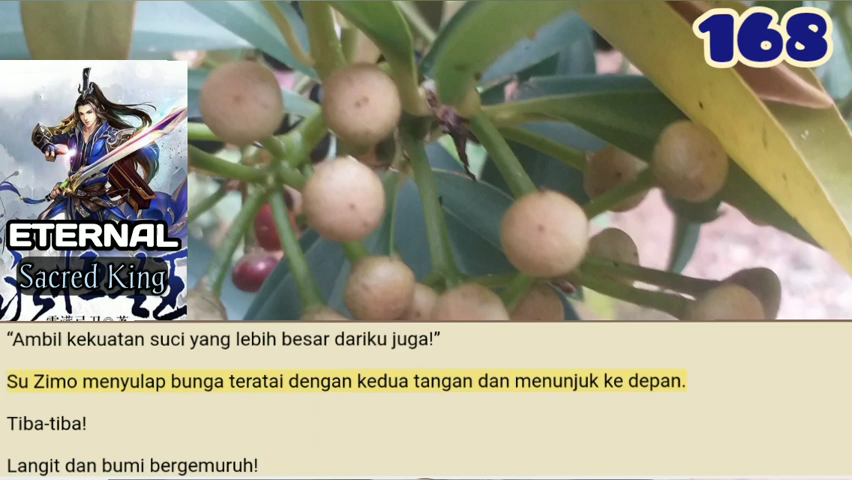 168
ETERNAL
Sacred King
“Ambil kekuatan suci yang lebih besar dariku juga!”
Su Zimo menyulap bunga teratai dengan kedua tangan dan menunjuk ke depan.
Tiba-tiba!
Langit dan bumi bergemuruh!